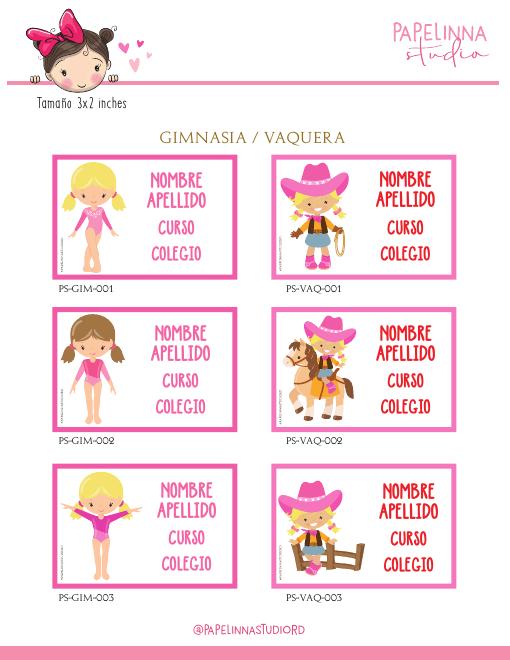 PAPELINNA
studio
Tamaño 3x2 inches
GIMNASIA / VAQUERA
NOMBRE
APELLIDO
CURSO
COLEGIO
PS-GIM-001
NOMBRE
APELLIDO
CURSO
COLEGIO
PS-VAQ-001
NOMBRE
APELLIDO
CURSO
COLEGIO
PS-GIM-002
NOMBRE
APELLIDO
CURSO
COLEGIO
PS-VAQ-002
NOMBRE
APELLIDO
CURSO
COLEGIO
PS-GIM-003
NOMBRE
APELLIDO
CURSO
COLEGIO
PS-VAQ-003
@PAPELINNASTUDIORD